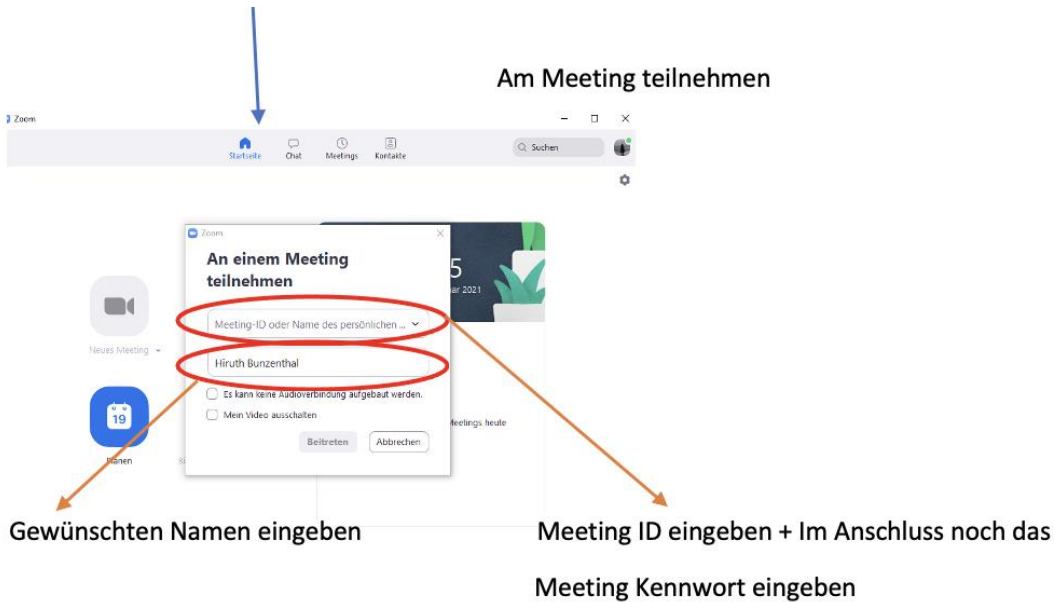 Am Meeting teilnehmen
Zoom
Startseite Chat Meetings Kontakte
Suchen
Zoom
An einem Meeting
teilnehmen
5
2021
Meeting-ID oder Name des persönlichen ...
Neues Meeting
Hiruth Bunzenthal
Es kann keine Audioverbindung aufgebaut werden.
19
Mein Video ausschalten
Meetings heute
Beitreten Abbrechen
Planen
Gewünschten Namen eingeben
Meeting ID eingeben + Im Anschluss noch das
Meeting Kennwort eingeben